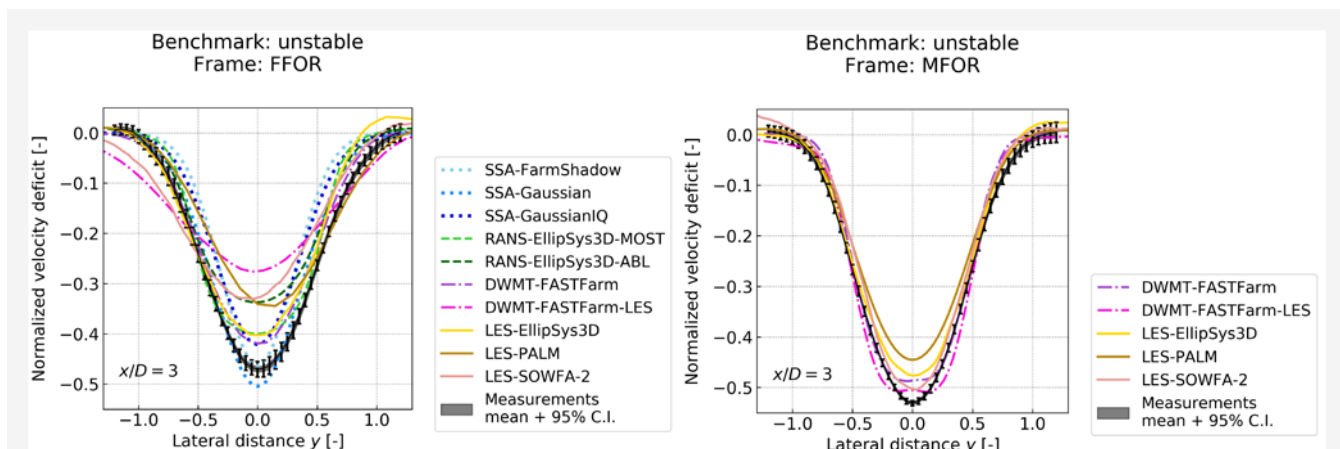 Benchmark: unstable
Frame: FFOR
Normalized velocity deficit [-]
0.0
−0.1
−0.2
−0.3
−0.4
−0.5
x/D = 3
−1.0
−0.5
0.0
0.5
1.0
Lateral distance y [-]
SSA-FarmShadow
SSA-Gaussian
SSA-GaussianIQ
RANS-EllipSys3D-MOST
RANS-EllipSys3D-ABL
DWMT-FASTFarm
DWMT-FASTFarm-LES
LES-EllipSys3D
LES-PALM
LES-SOWFA-2
Measurements
mean + 95% C.I.
Benchmark: unstable
Frame: MFOR
Normalized velocity deficit [-]
0.0
−0.1
−0.2
−0.3
−0.4
−0.5
x/D = 3
−1.0
−0.5
0.0
0.5
1.0
Lateral distance y [-]
DWMT-FASTFarm
DWMT-FASTFarm-LES
LES-EllipSys3D
LES-PALM
LES-SOWFA-2
Measurements
mean + 95% C.I.